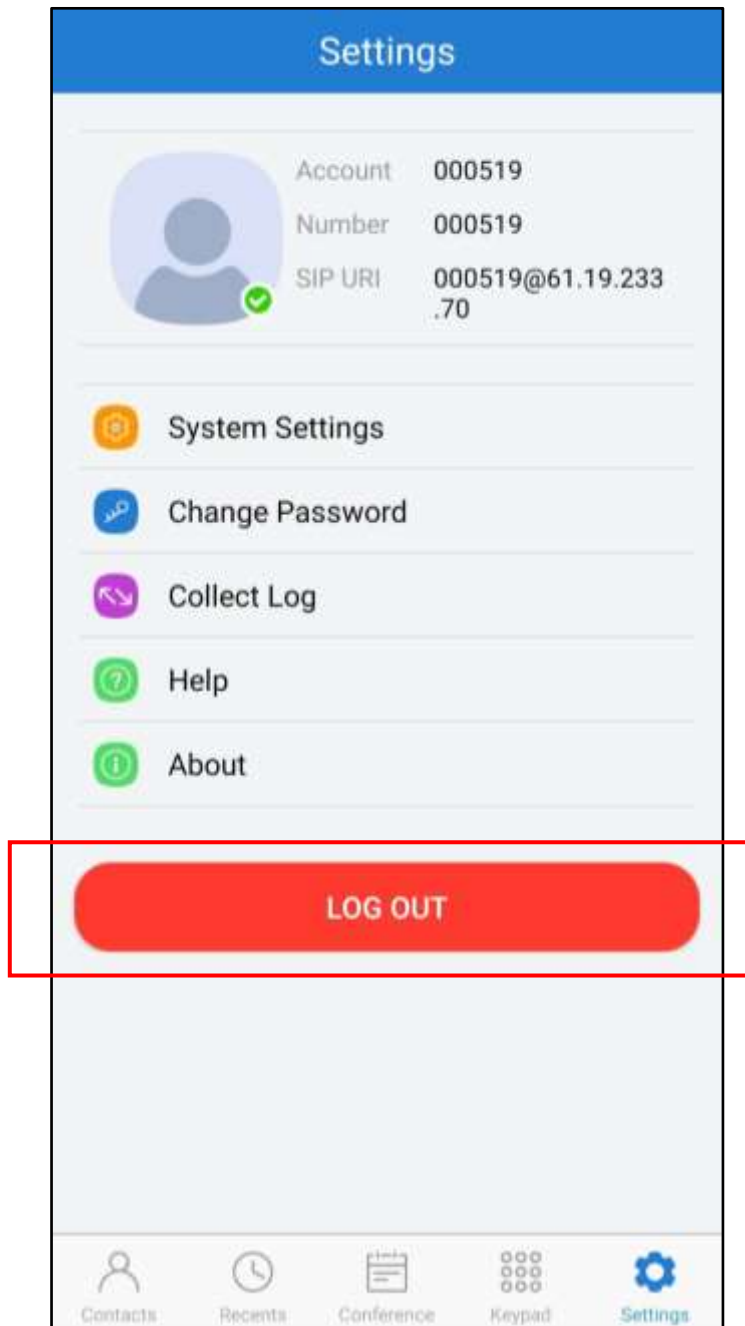 Settings
Account 000519
Number 000519
SIP URI 000519@61.19.233
.70
System Settings
Change Password
Collect Log
Help
About
LOG OUT
Contacts Recents Conference Keypad Settings